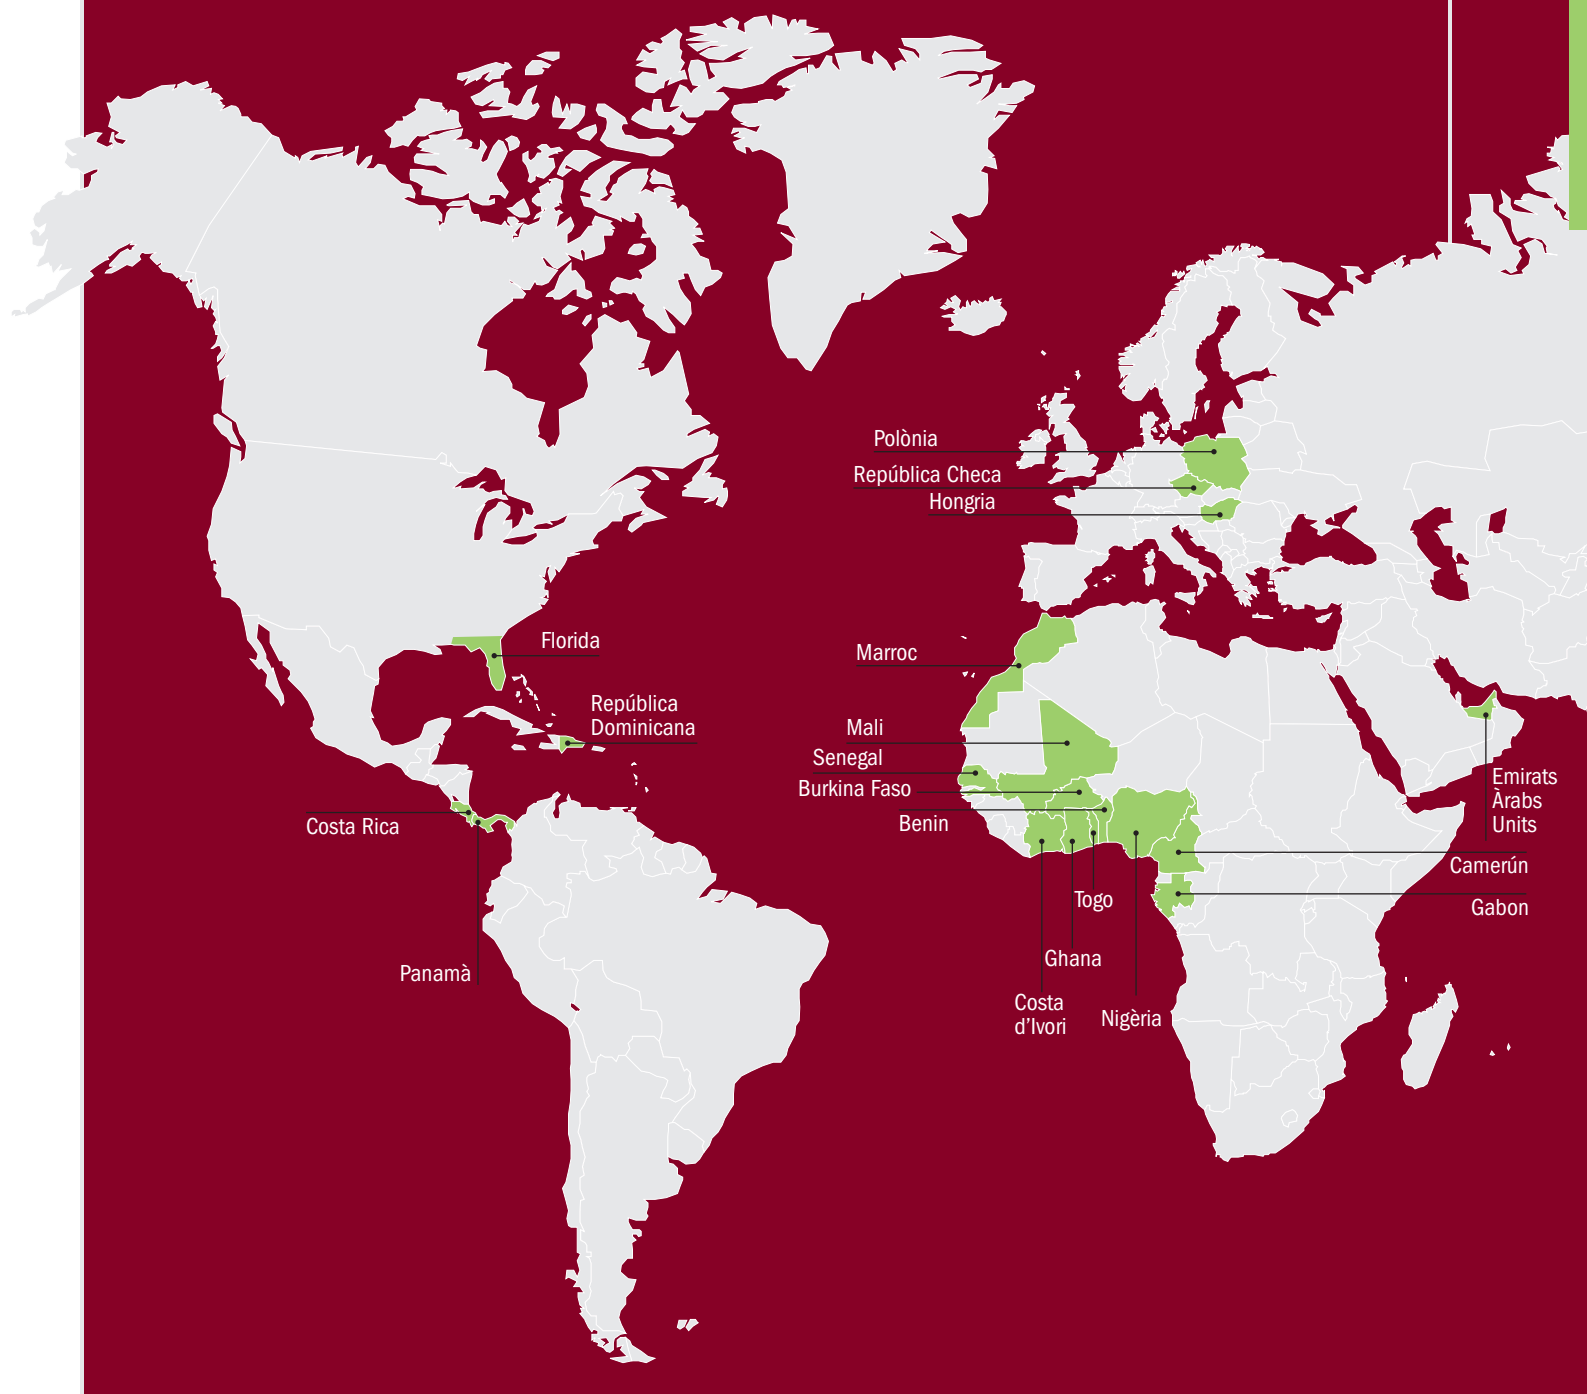 Polònia
República Checa
Hongria
Florida
Marroc
República
Dominicana
Mali
Senegal
Burkina Faso
Emirats
Àrabs
Units
Costa Rica
Benin
Camerún
Togo
Gabon
Ghana
Panamà
Costa
d'Ivori
Nigèria